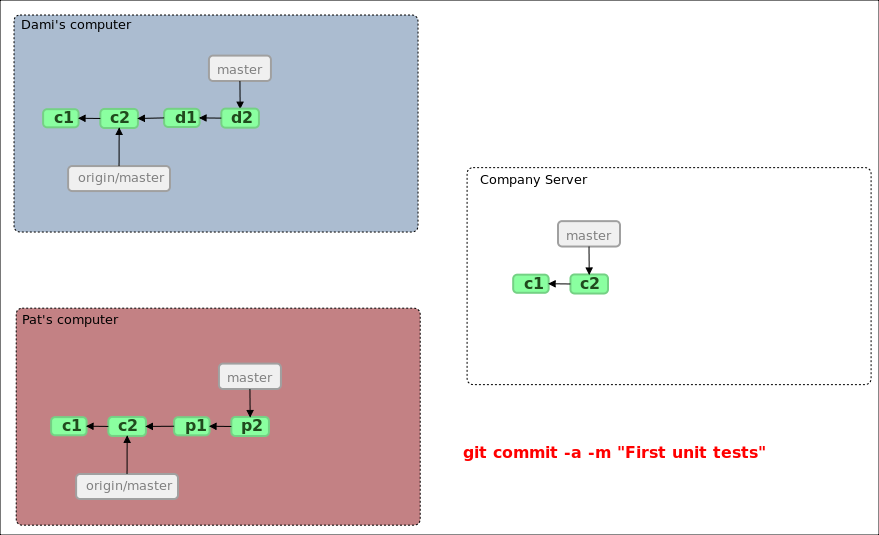 Dami's computer
master
c1 c2 d1 d2
origin/master
Company Server
master
c1 c2
Pat's computer
master
c1 c2 p1 p2
origin/master
git commit -a -m "First unit tests"